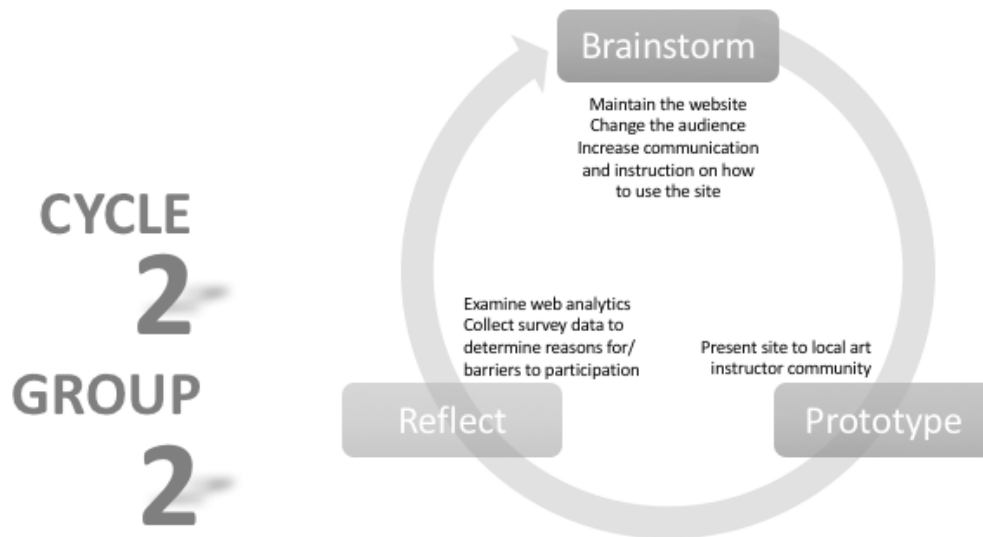 CYCLE
2
GROUP
2
Brainstorm
Maintain the website
Change the audience
Increase communication
and instruction on how
to use the site
Present site to local art
instructor community
Prototype
Examine web analytics
Collect survey data to
determine reasons for/
barriers to participation
Reflect